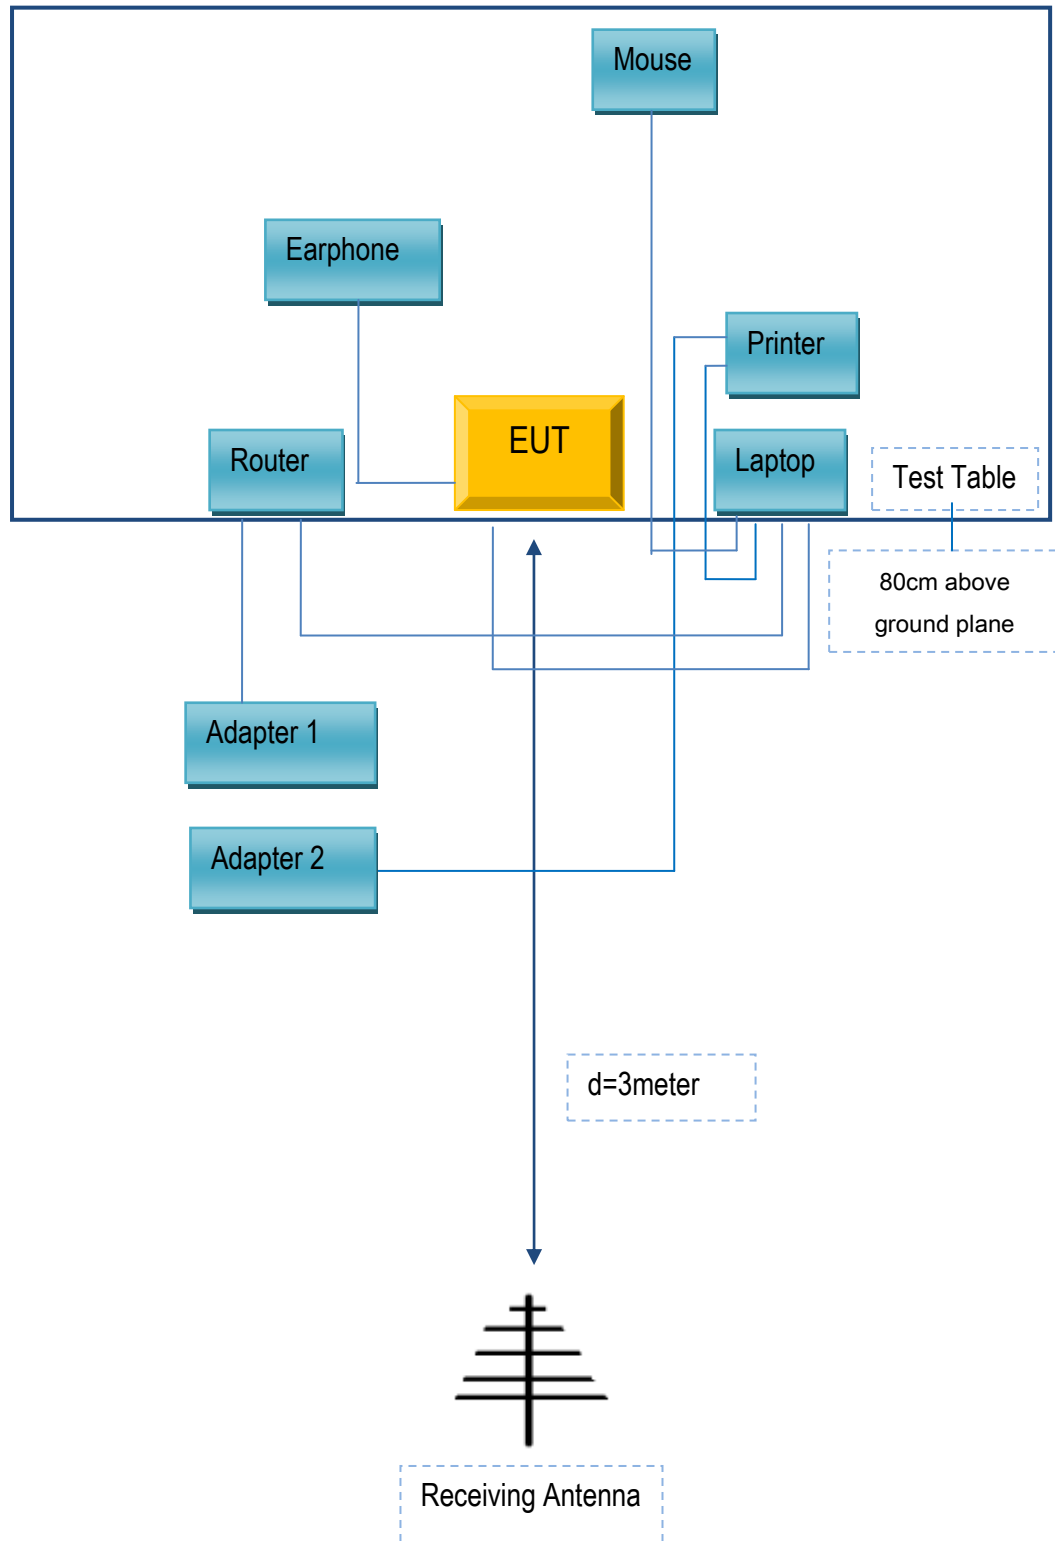 Mouse
Earphone
Printer
EUT
Router
Laptop
Test Table
80cm above
ground plane
Adapter 1
Adapter 2
d=3meter
Receiving Antenna